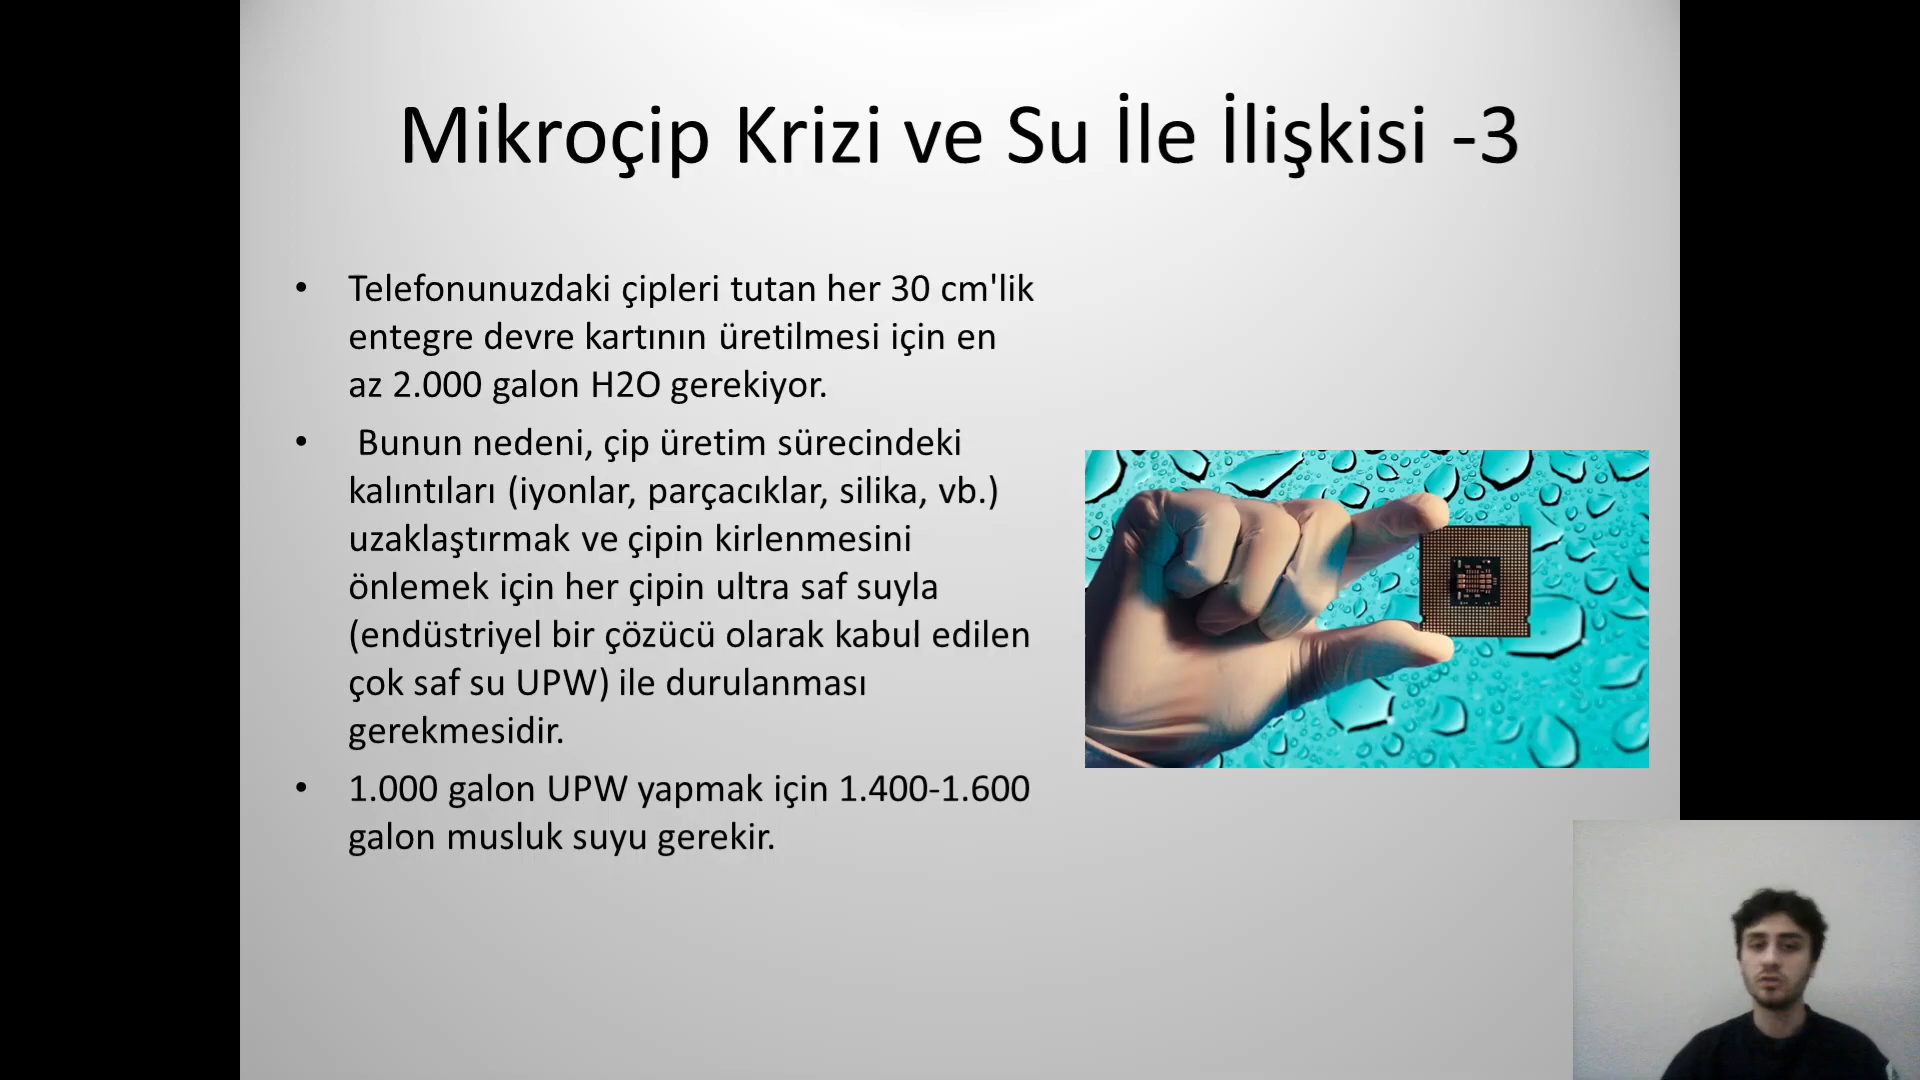 Mikroçip Krizi ve Su İle İlişkisi -3
• Telefonunuzdaki çipleri tutan her 30 cm'lik
entegre devre kartının üretilmesi için en
az 2.000 galon H2O gerekiyor.
• Bunun nedeni, çip üretim sürecindeki
kalıntıları (iyonlar, parçacıklar, silika, vb.)
uzaklaştırmak ve çipin kirlenmesini
önlemek için her çipin ultra saf suyla
(endüstriyel bir çözücü olarak kabul edilen
çok saf su UPW) ile durulanması
gerekmesidir.
• 1.000 galon UPW yapmak için 1.400-1.600
galon musluk suyu gerekir.